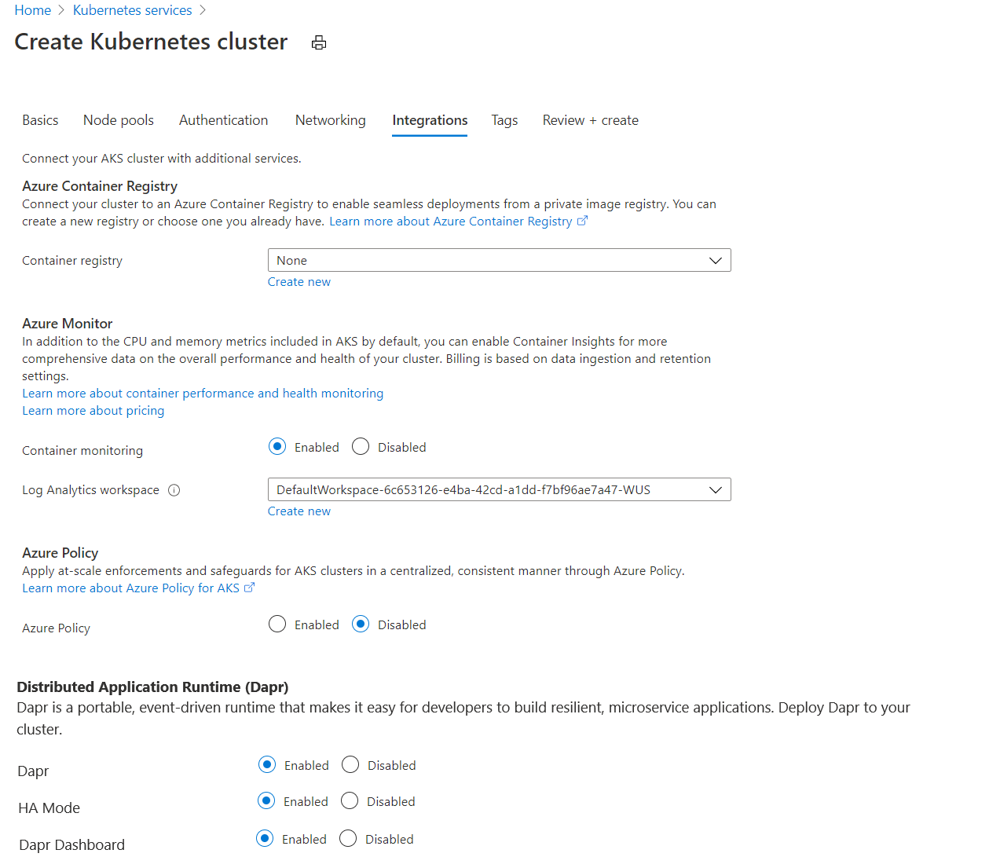 Home > Kubernetes services >
Create Kubernetes cluster
Basics Node pools Authentication Networking Integrations Tags Review + create
Connect your AKS cluster with additional services.
Azure Container Registry
Connect your cluster to an Azure Container Registry to enable seamless deployments from a private image registry. You can
create a new registry or choose one you already have. Learn more about Azure Container Registry
Container registry None
Create new
Azure Monitor
In addition to the CPU and memory metrics included in AKS by default, you can enable Container Insights for more
comprehensive data on the overall performance and health of your cluster. Billing is based on data ingestion and retention
settings.
Learn more about container performance and health monitoring
Learn more about pricing
Container monitoring Enabled Disabled
Log Analytics workspace DefaultWorkspace-6c653126-e4ba-42cd-a1dd-f7bf96ae7a47-WUS
Create new
Azure Policy
Apply at-scale enforcements and safeguards for AKS clusters in a centralized, consistent manner through Azure Policy.
Learn more about Azure Policy for AKS
Azure Policy Enabled Disabled
Distributed Application Runtime (Dapr)
Dapr is a portable, event-driven runtime that makes it easy for developers to build resilient, microservice applications. Deploy Dapr to your
cluster.
Dapr Enabled Disabled
HA Mode Enabled Disabled
Dapr Dashboard Enabled Disabled